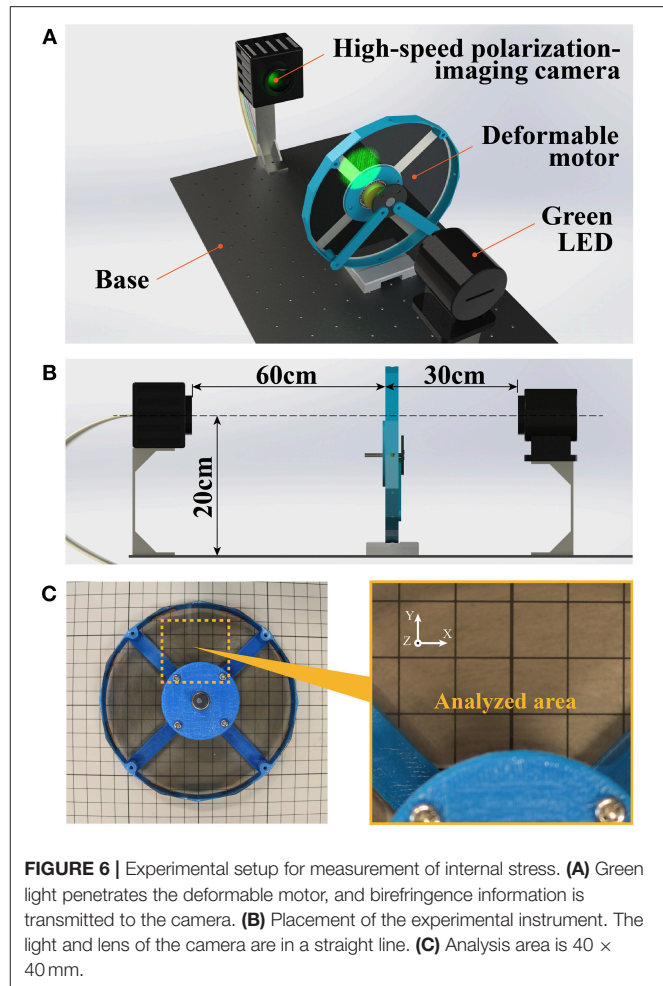 A
High-speed polarization-
imaging camera
Deformable
motor
Green
LED
Base
B
60cm
30cm
20cm
C
Y
Z
X
Analyzed area
FIGURE 6 | Experimental setup for measurement of internal stress. (A) Green
light penetrates the deformable motor, and birefringence information is
transmitted to the camera. (B) Placement of the experimental instrument. The
light and lens of the camera are in a straight line. (C) Analysis area is 40 ×
40 mm.